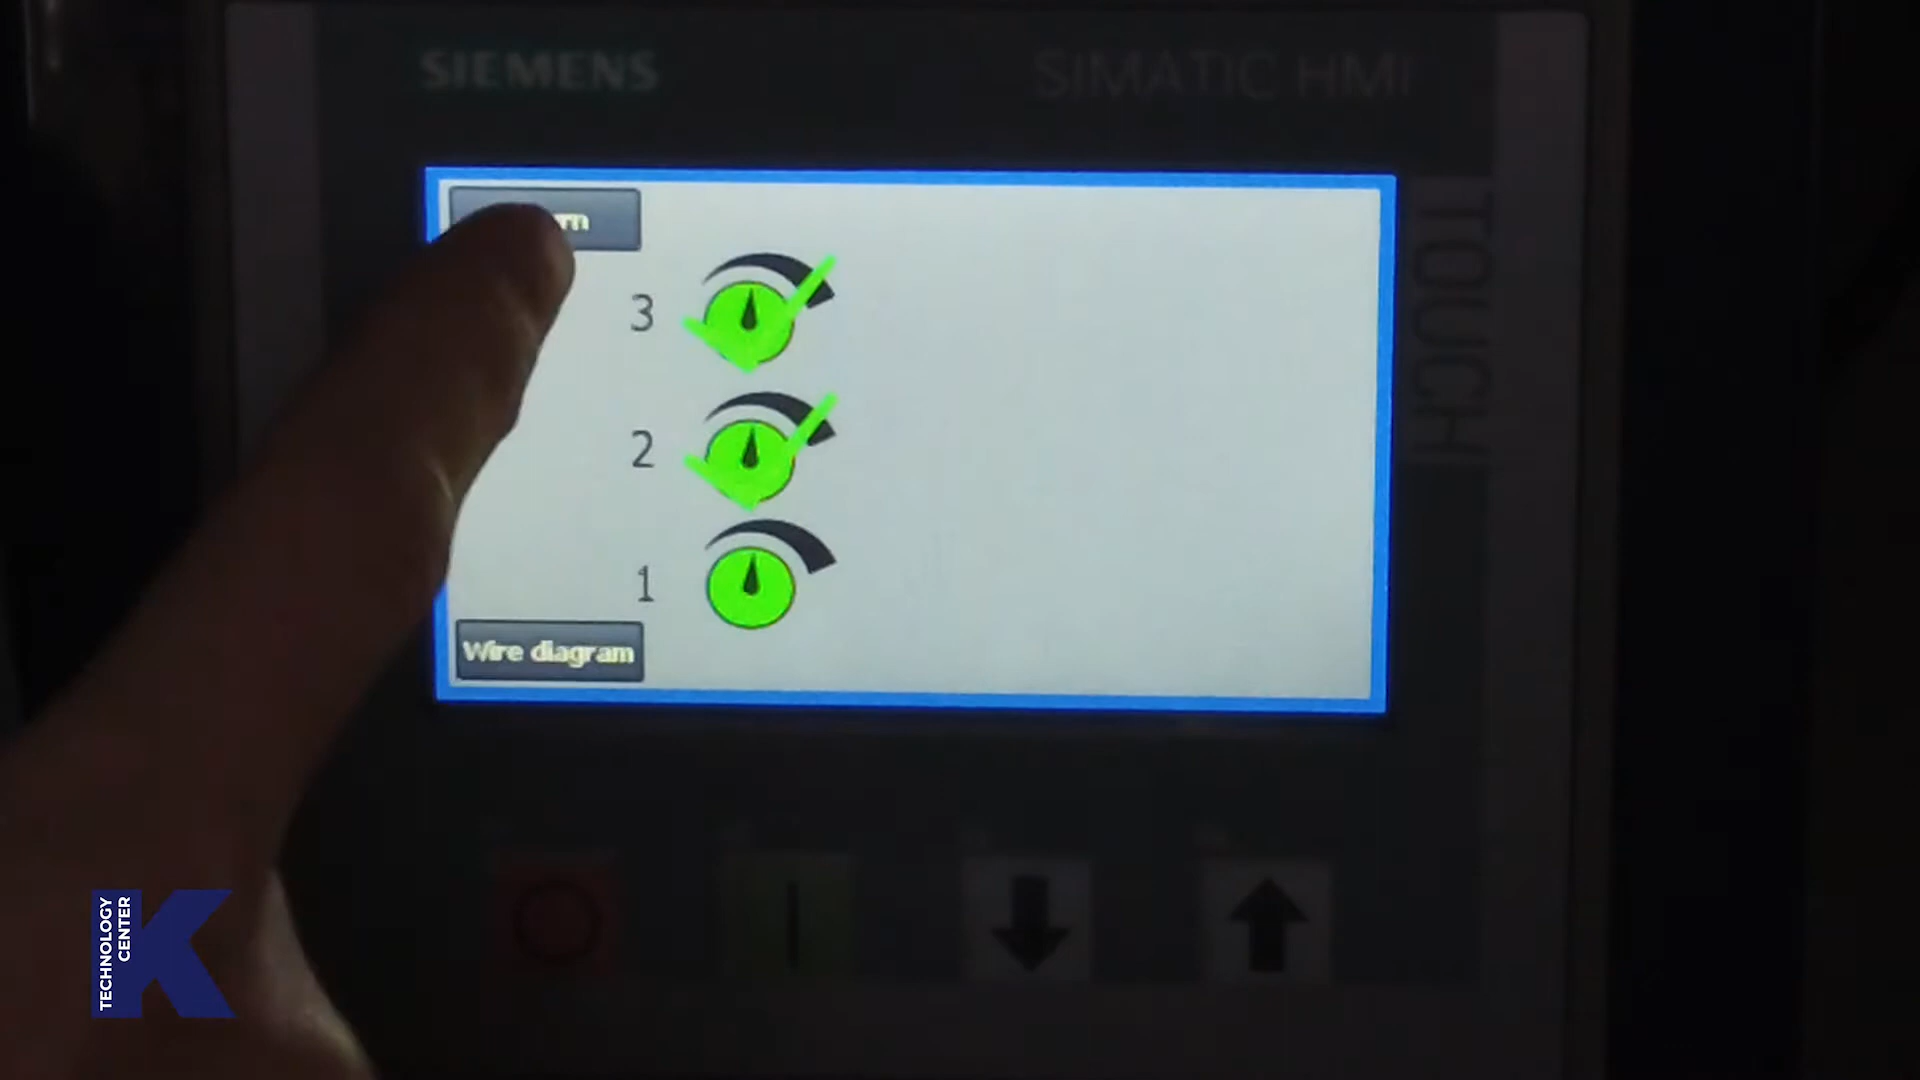 SIEMENS
SIMATIC HMI
TOUCH
3
2
1
Wire diagram
TECHNOLOGY
CENTER
K